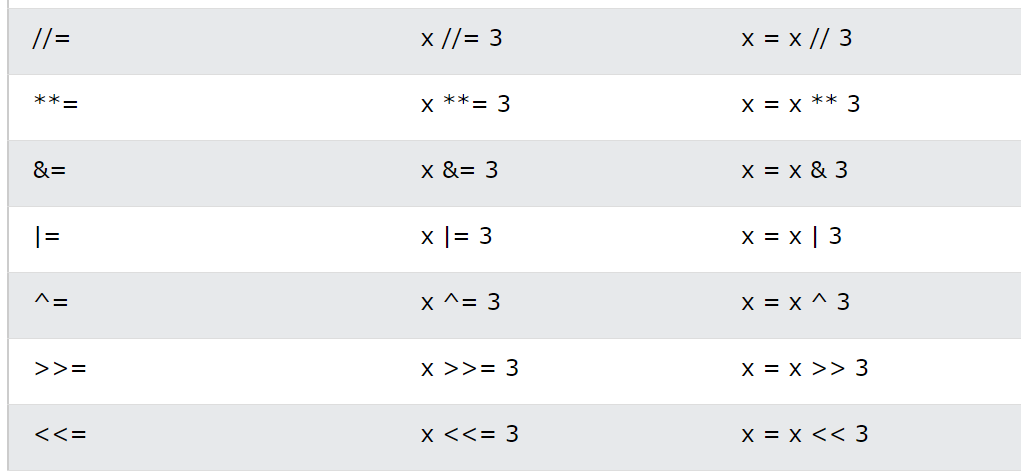 //= x //= 3 x = x // 3
**= x **= 3 x = x ** 3
&= x &= 3 x = x & 3
|= x |= 3 x = x | 3
^= x ^= 3 x = x ^ 3
>>= x >>= 3 x = x >> 3
<<= x <<= 3 x = x << 3